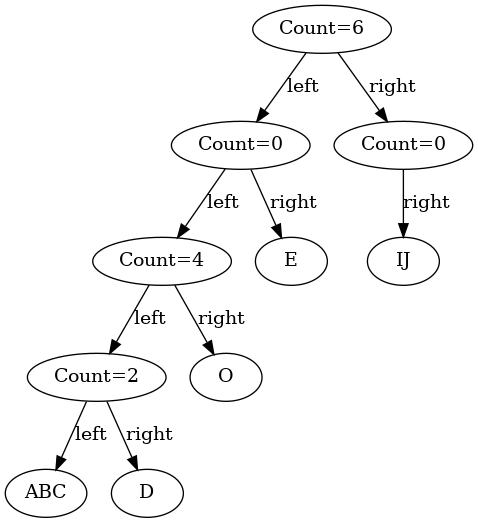 Count=6
left
right
Count=0
Count=0
left
right
right
Count=4
E
IJ
left
right
Count=2
O
left
right
ABC
D